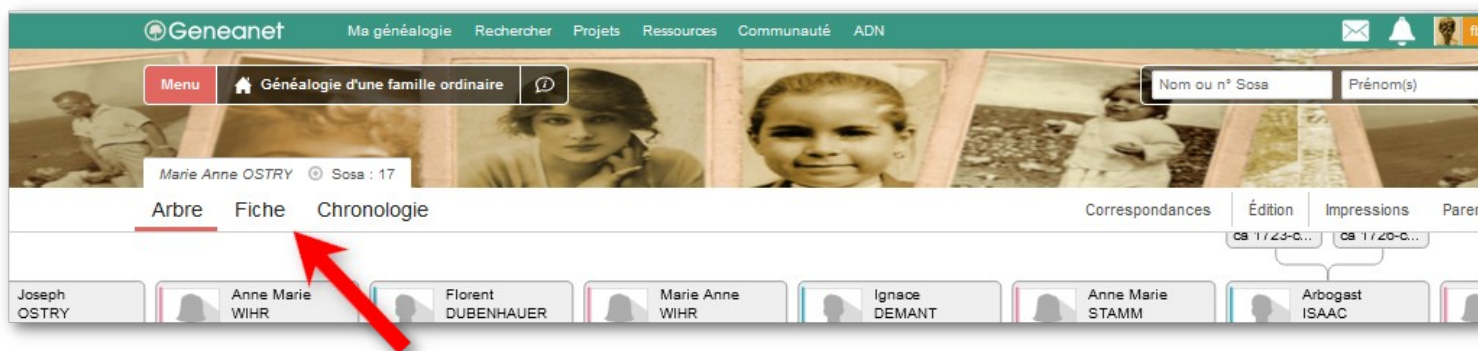 Geneanet Ma généalogie Rechercher Projets Ressources Communauté ADN
Menu Généalogie d'une famille ordinaire Nom ou n° Sosa Prénom(s)
Marie Anne OSTRY Sosa : 17
Arbre Fiche Chronologie Correspondances Édition Impressions Paren
ca 1723-c... ca 1726-c...
Joseph
OSTRY
Anne Marie
WIHR
Florent
DUBENHAUER
Marie Anne
WIHR
Ignace
DEMANT
Anne Marie
STAMM
Arbogast
ISAAC